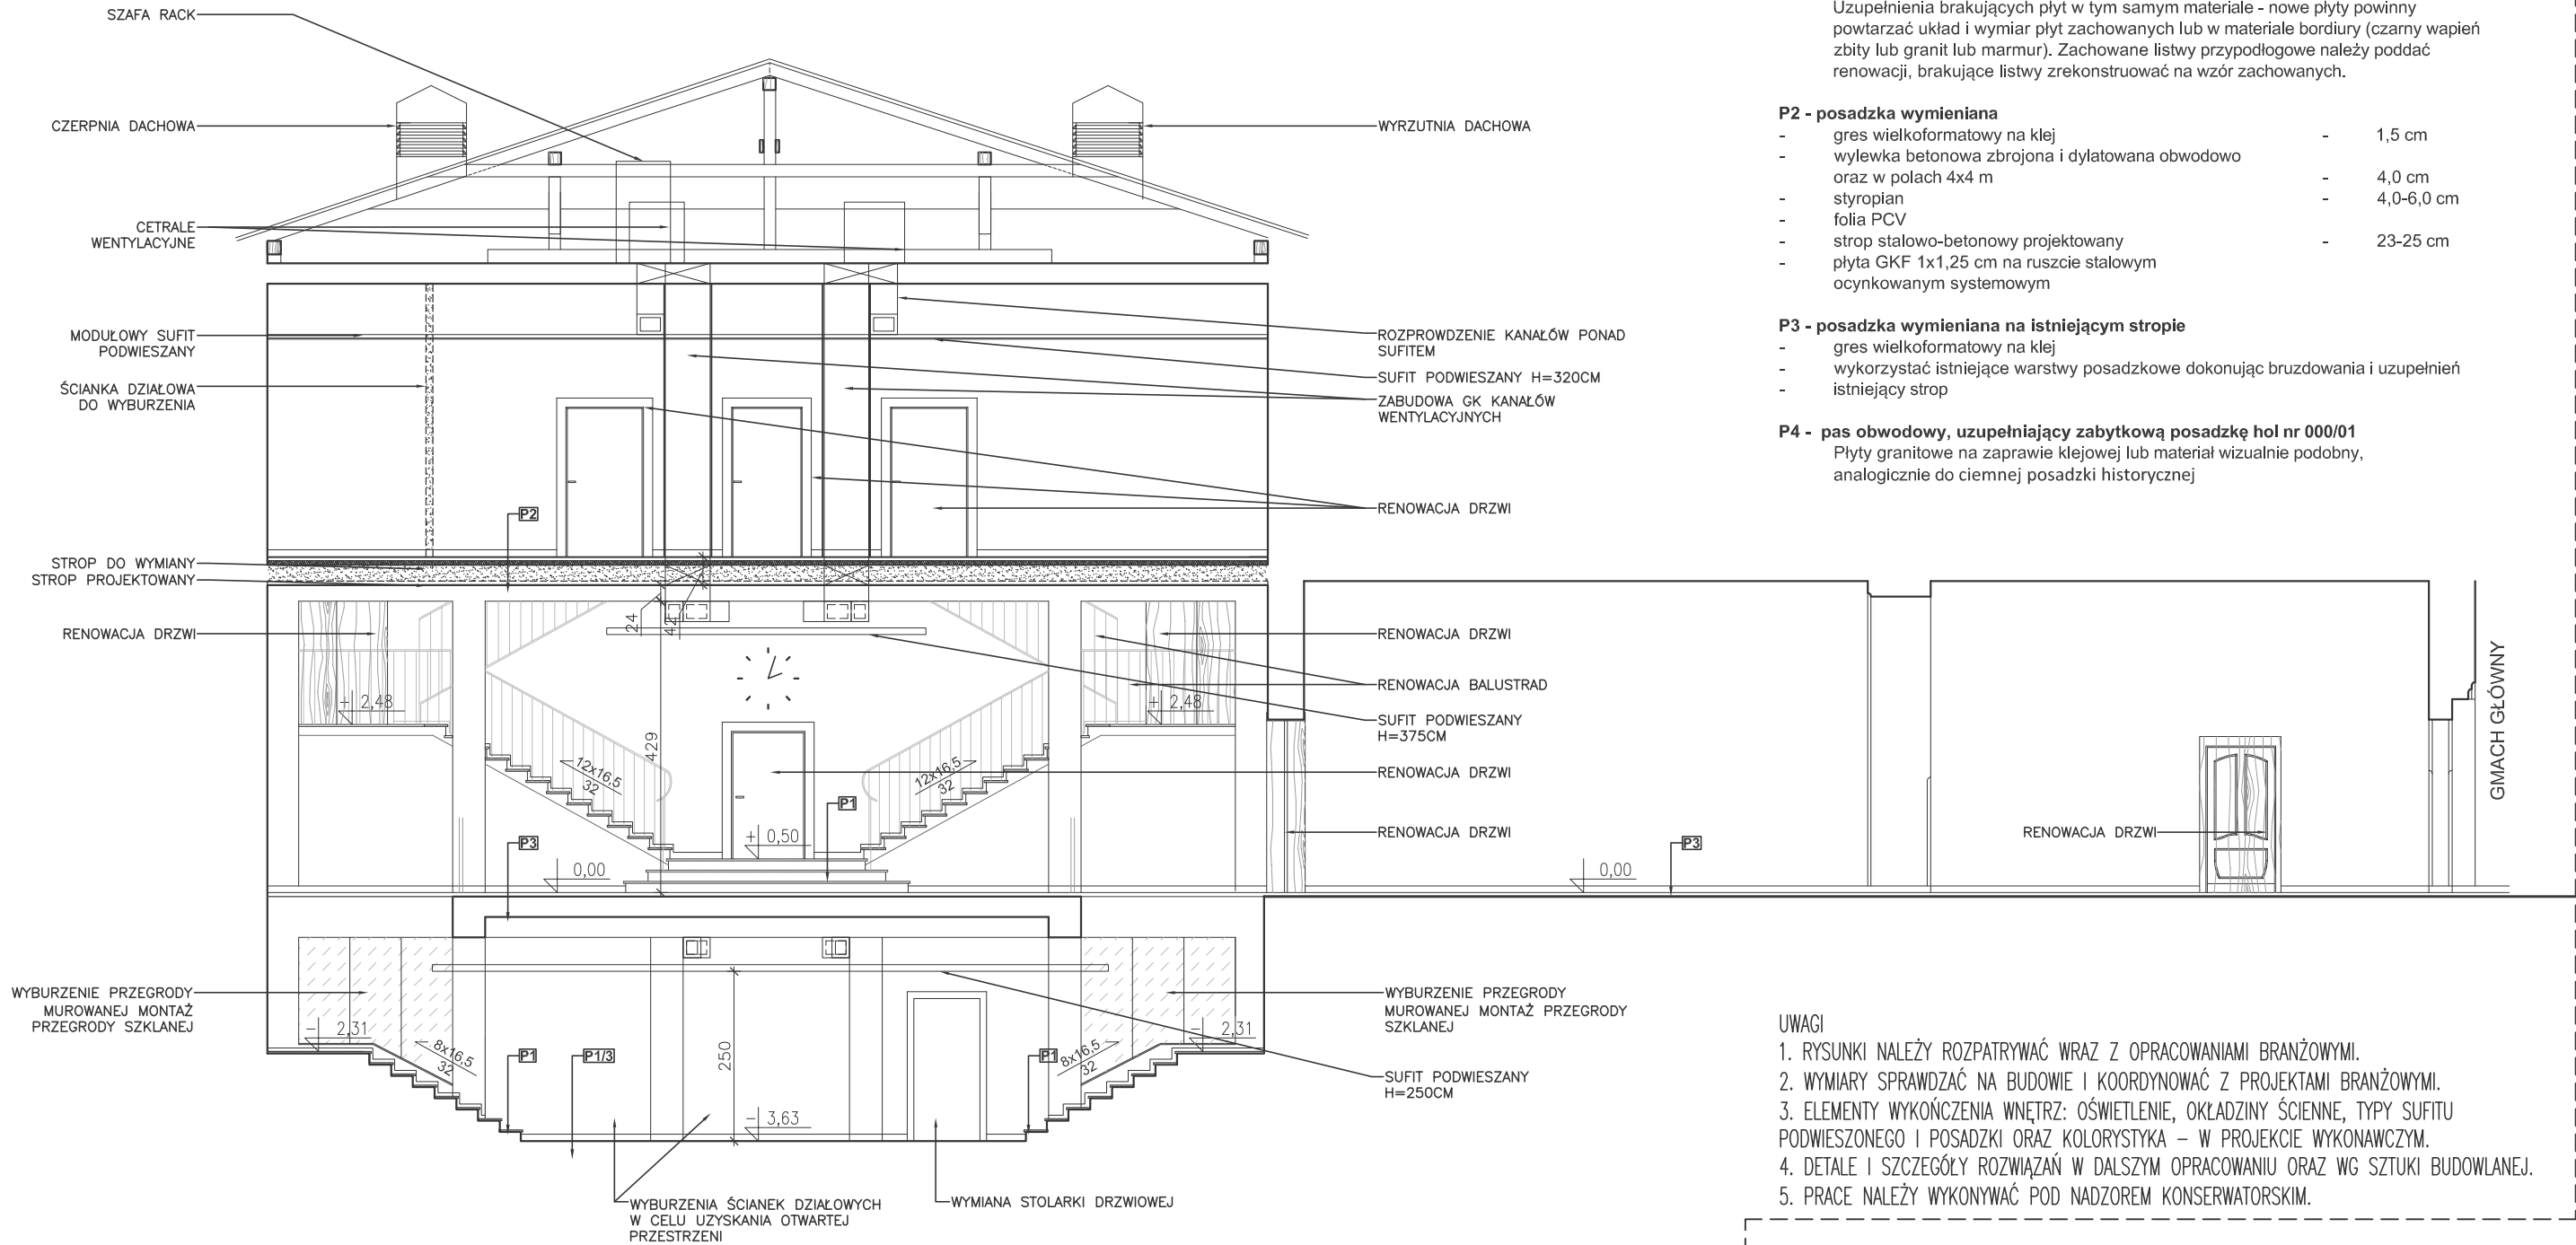 SZAFA RACK
CZERPNIA DACHOWA
WYRZUTNIA DACHOWA
CETRALE
WENTYLACYJNE
MODUŁOWY SUFIT
PODWIESZANY
ROZPROWDZENIE KANAŁÓW PONAD
SUFITEM
SUFIT PODWIESZANY H=320CM
ŚCIANKA DZIAŁOWA
DO WYBURZENIA
ZABUDOWA GK KANAŁÓW
WENTYLACYJNYCH
RENOWACJA DRZWI
P2
STROP DO WYMIANY
STROP PROJEKTOWANY
24
42
RENOWACJA DRZWI
RENOWACJA DRZWI
RENOWACJA BALUSTRAD
+ 2,48
+ 2,48
SUFIT PODWIESZANY
H=375CM
429
12x16,5
32
12x16,5
32
RENOWACJA DRZWI
P1
+ 0,50
RENOWACJA DRZWI
P3
0,00
P3
0,00
RENOWACJA DRZWI
GMACH GŁÓWNY
WYBURZENIE PRZEGRODY
MUROWANEJ MONTAŻ
PRZEGRODY SZKLANEJ
WYBURZENIE PRZEGRODY
MUROWANEJ MONTAŻ PRZEGRODY
SZKLANEJ
- 2,31
- 2,31
8x16,5
32
8x16,5
32
P1
P1/3
P1
250
- 3,63
SUFIT PODWIESZANY
H=250CM
WYBURZENIA ŚCIANEK DZIAŁOWYCH
W CELU UZYSKANIA OTWARTEJ
PRZESTRZENI
WYMIANA STOLARKI DRZWIOWEJ
Uzupełnienia brakujących płyt w tym samym materiale - nowe płyty powinny
powtarzać układ i wymiar płyt zachowanych lub w materiale bordiury (czarny wapień
zbity lub granit lub marmur). Zachowane listwy przypodłogowe należy poddać
renowacji, brakujące listwy zrekonstruować na wzór zachowanych.
P2 - posadzka wymieniana
- gres wielkoformatowy na klej - 1,5 cm
- wylewka betonowa zbrojona i dylatowana obwodowo
oraz w polach 4x4 m - 4,0 cm
- styropian - 4,0-6,0 cm
- folia PCV
- strop stalowo-betonowy projektowany - 23-25 cm
- płyta GKF 1x1,25 cm na ruszcie stalowym
ocynkowanym systemowym
P3 - posadzka wymieniana na istniejącym stropie
- gres wielkoformatowy na klej
- wykorzystać istniejące warstwy posadzkowe dokonując bruzdowania i uzupełnień
- istniejący strop
P4 - pas obwodowy, uzupełniający zabytkową posadzkę hol nr 000/01
Płyty granitowe na zaprawie klejowej lub materiał wizualnie podobny,
analogicznie do ciemnej posadzki historycznej
UWAGI
1. RYSUNKI NALEŻY ROZPATRYWAĆ WRAZ Z OPRACOWANIAMI BRANŻOWYMI.
2. WYMIARY SPRAWDZAĆ NA BUDOWIE I KOORDYNOWAĆ Z PROJEKTAMI BRANŻOWYMI.
3. ELEMENTY WYKOŃCZENIA WNĘTRZ: OŚWIETLENIE, OKŁADZINY ŚCIENNE, TYPY SUFITU
PODWIESZONEGO I POSADZKI ORAZ KOLORYSTYKA – W PROJEKCIE WYKONAWCZYM.
4. DETALE I SZCZEGÓŁY ROZWIĄZAŃ W DALSZYM OPRACOWANIU ORAZ WG SZTUKI BUDOWLANEJ.
5. PRACE NALEŻY WYKONYWAĆ POD NADZOREM KONSERWATORSKIM.